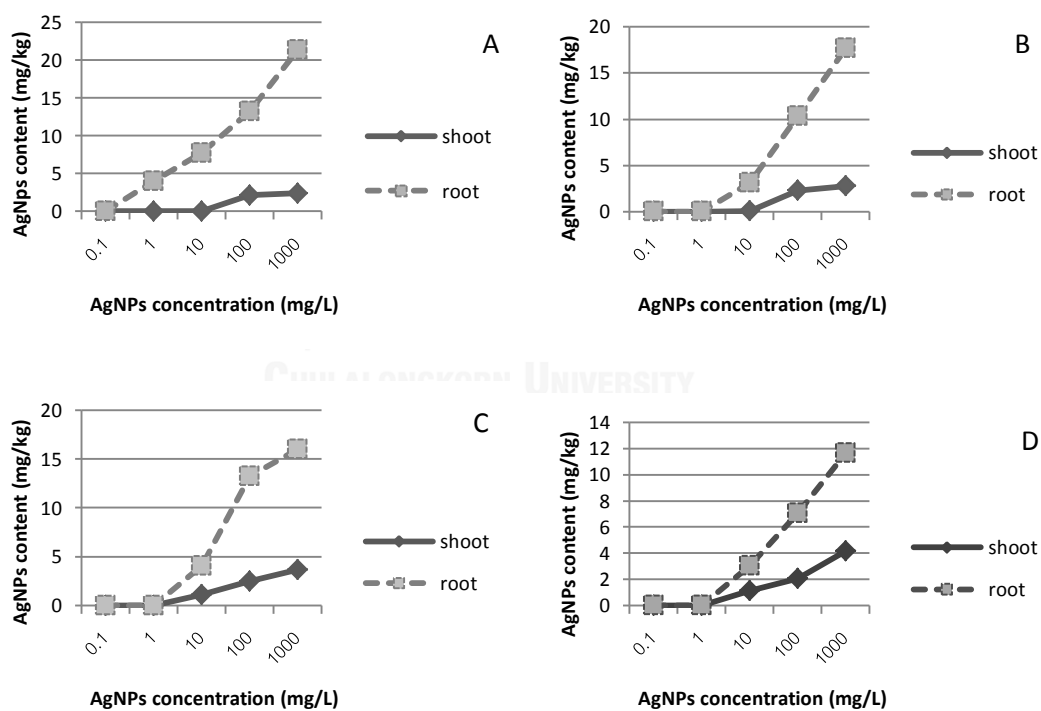 A
AgNps content (mg/kg)
25
20
15
10
5
0
0.1
1
10
100
1000
AgNPs concentration (mg/L)
shoot
root
B
AgNPs content (mg/kg)
20
15
10
5
0
0.1
1
10
100
1000
AgNPs concentration (mg/L)
shoot
root
CHULALONGKORN UNIVERSITY
C
AgNPs content (mg/kg)
20
15
10
5
0
0.1
1
10
100
1000
AgNPs concentration (mg/L)
shoot
root
D
AgNPs content (mg/kg)
14
12
10
8
6
4
2
0
0.1
1
10
100
1000
AgNPs concentration (mg/L)
shoot
root